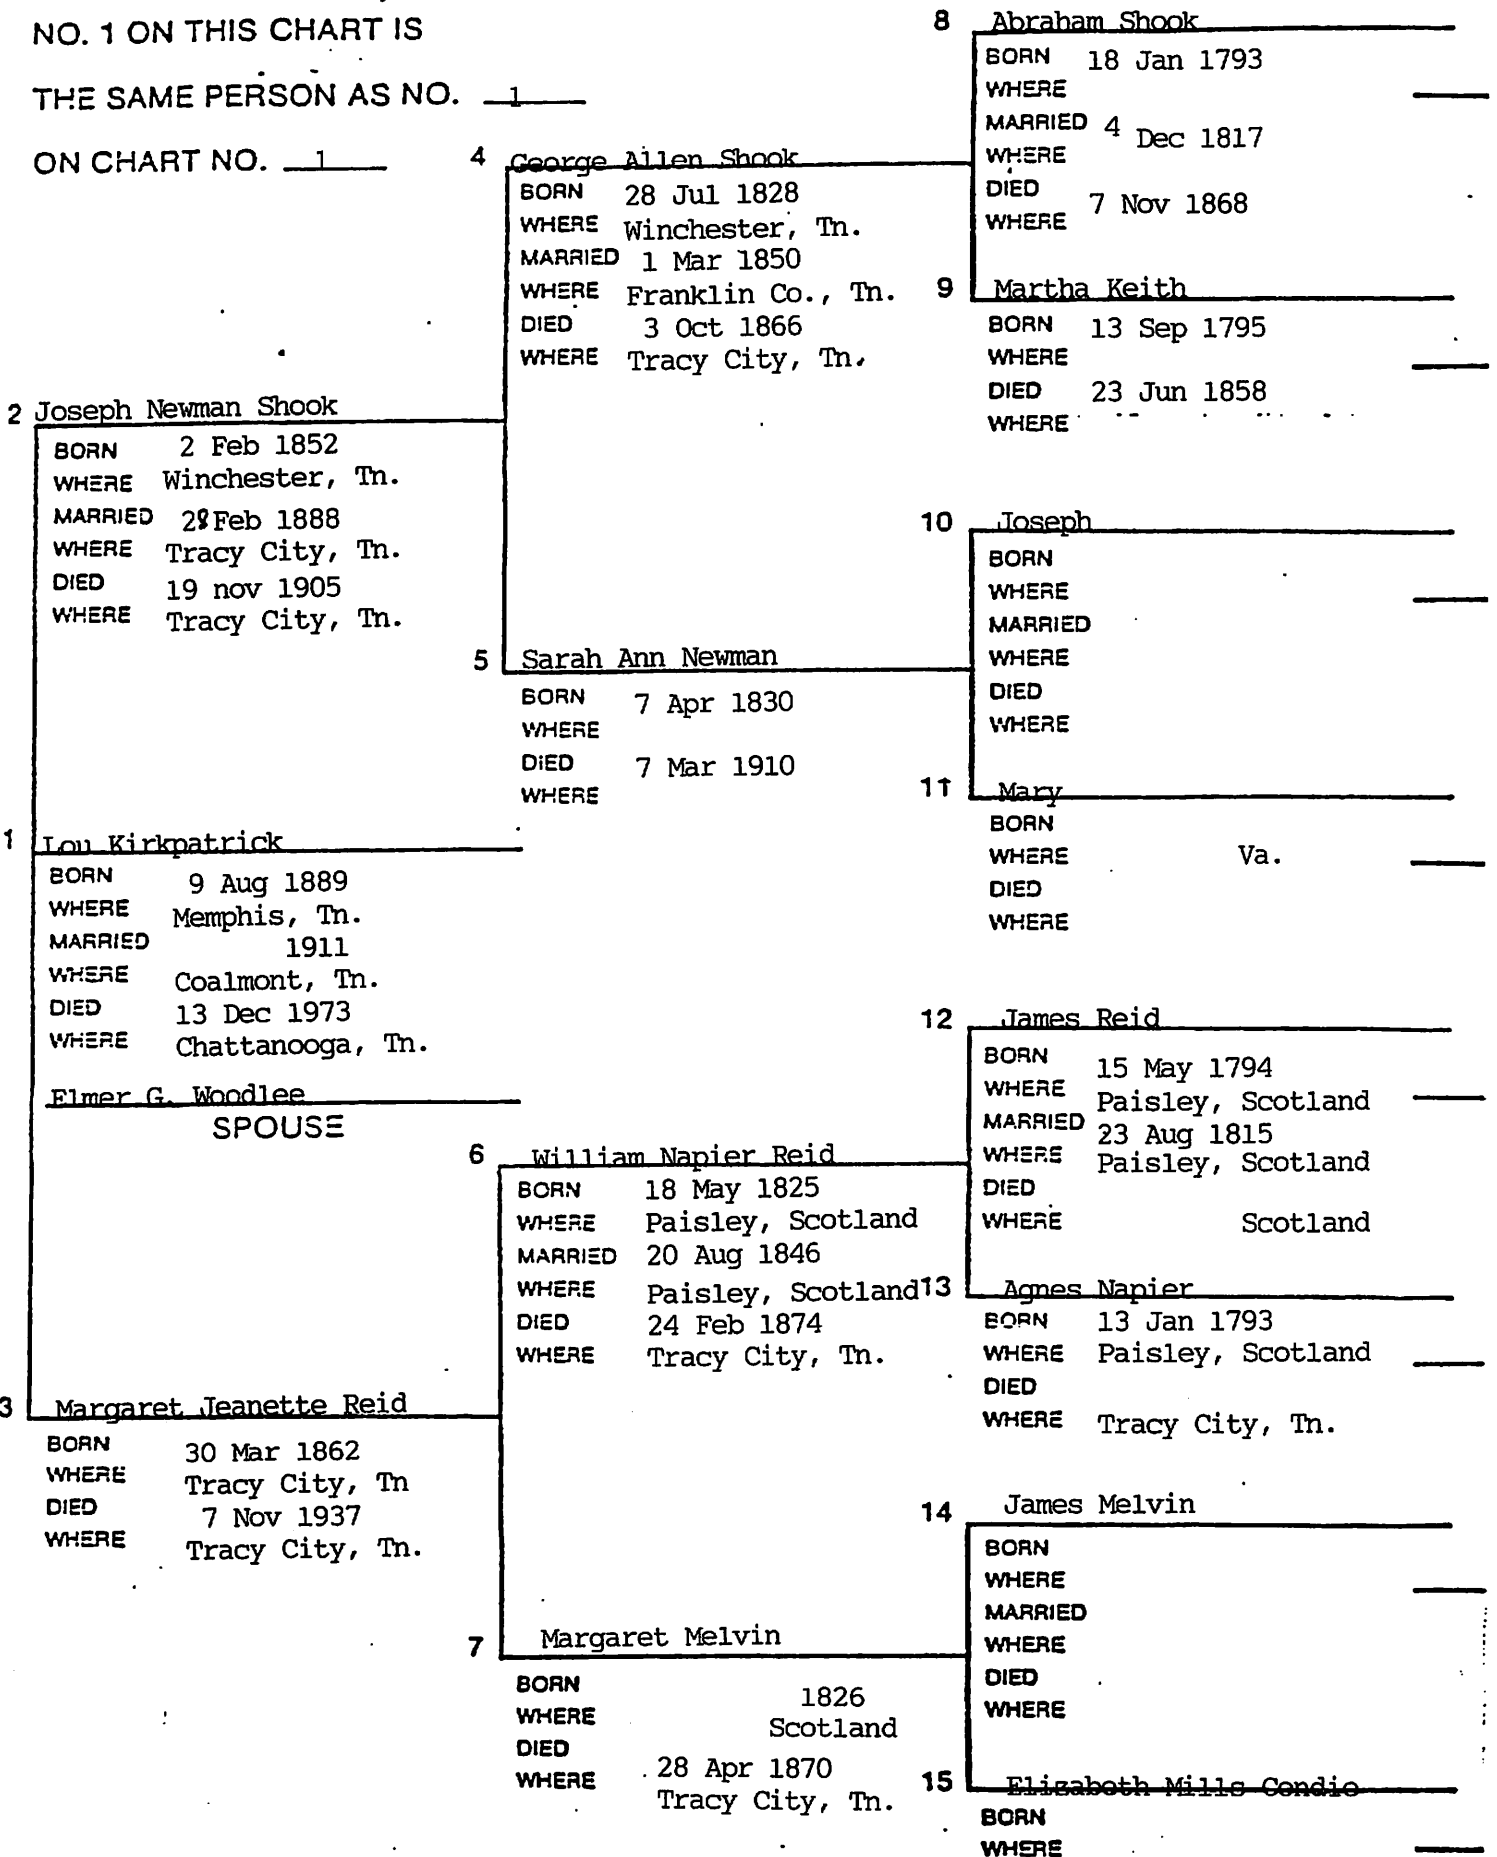 NO. 1 ON THIS CHART IS
THE SAME PERSON AS NO. 1
ON CHART NO. 1
8 Abraham Shook
BORN 18 Jan 1793
WHERE
MARRIED 4 Dec 1817
WHERE
DIED 7 Nov 1868
WHERE
4 George Allen Shook
BORN 28 Jul 1828
WHERE Winchester, Tn.
MARRIED 1 Mar 1850
WHERE Franklin Co., Tn.
DIED 3 Oct 1866
WHERE Tracy City, Tn.
9 Martha Keith
BORN 13 Sep 1795
WHERE
DIED 23 Jun 1858
WHERE
2 Joseph Newman Shook
BORN 2 Feb 1852
WHERE Winchester, Tn.
MARRIED Feb 1888
WHERE Tracy City, Tn.
DIED 19 nov 1905
WHERE Tracy City, Tn.
10 Joseph
BORN
WHERE
MARRIED
WHERE
DIED
WHERE
5 Sarah Ann Newman
BORN 7 Apr 1830
WHERE
DIED 7 Mar 1910
WHERE
11 Mary
BORN
WHERE Va.
DIED
WHERE
1 Lou Kirkpatrick
BORN 9 Aug 1889
WHERE Memphis, Tn.
MARRIED 1911
WHERE Coalmont, Tn.
DIED 13 Dec 1973
WHERE Chattanooga, Tn.
Elmer G. Woodlee
SPOUSE
12 James Reid
BORN 15 May 1794
WHERE Paisley, Scotland
MARRIED 23 Aug 1815
WHERE Paisley, Scotland
DIED
WHERE Scotland
6 William Napier Reid
BORN 18 May 1825
WHERE Paisley, Scotland
MARRIED 20 Aug 1846
WHERE Paisley, Scotland
DIED 24 Feb 1874
WHERE Tracy City, Tn.
13 Agnes Napier
BORN 13 Jan 1793
WHERE Paisley, Scotland
DIED
WHERE Tracy City, Tn.
3 Margaret Jeanette Reid
BORN 30 Mar 1862
WHERE Tracy City, Tn
DIED 7 Nov 1937
WHERE Tracy City, Tn.
14 James Melvin
BORN
WHERE
MARRIED
WHERE
DIED
WHERE
7 Margaret Melvin
BORN 1826
WHERE Scotland
DIED 28 Apr 1870
WHERE Tracy City, Tn.
15 Elizabeth Mills Condie
BORN
WHERE